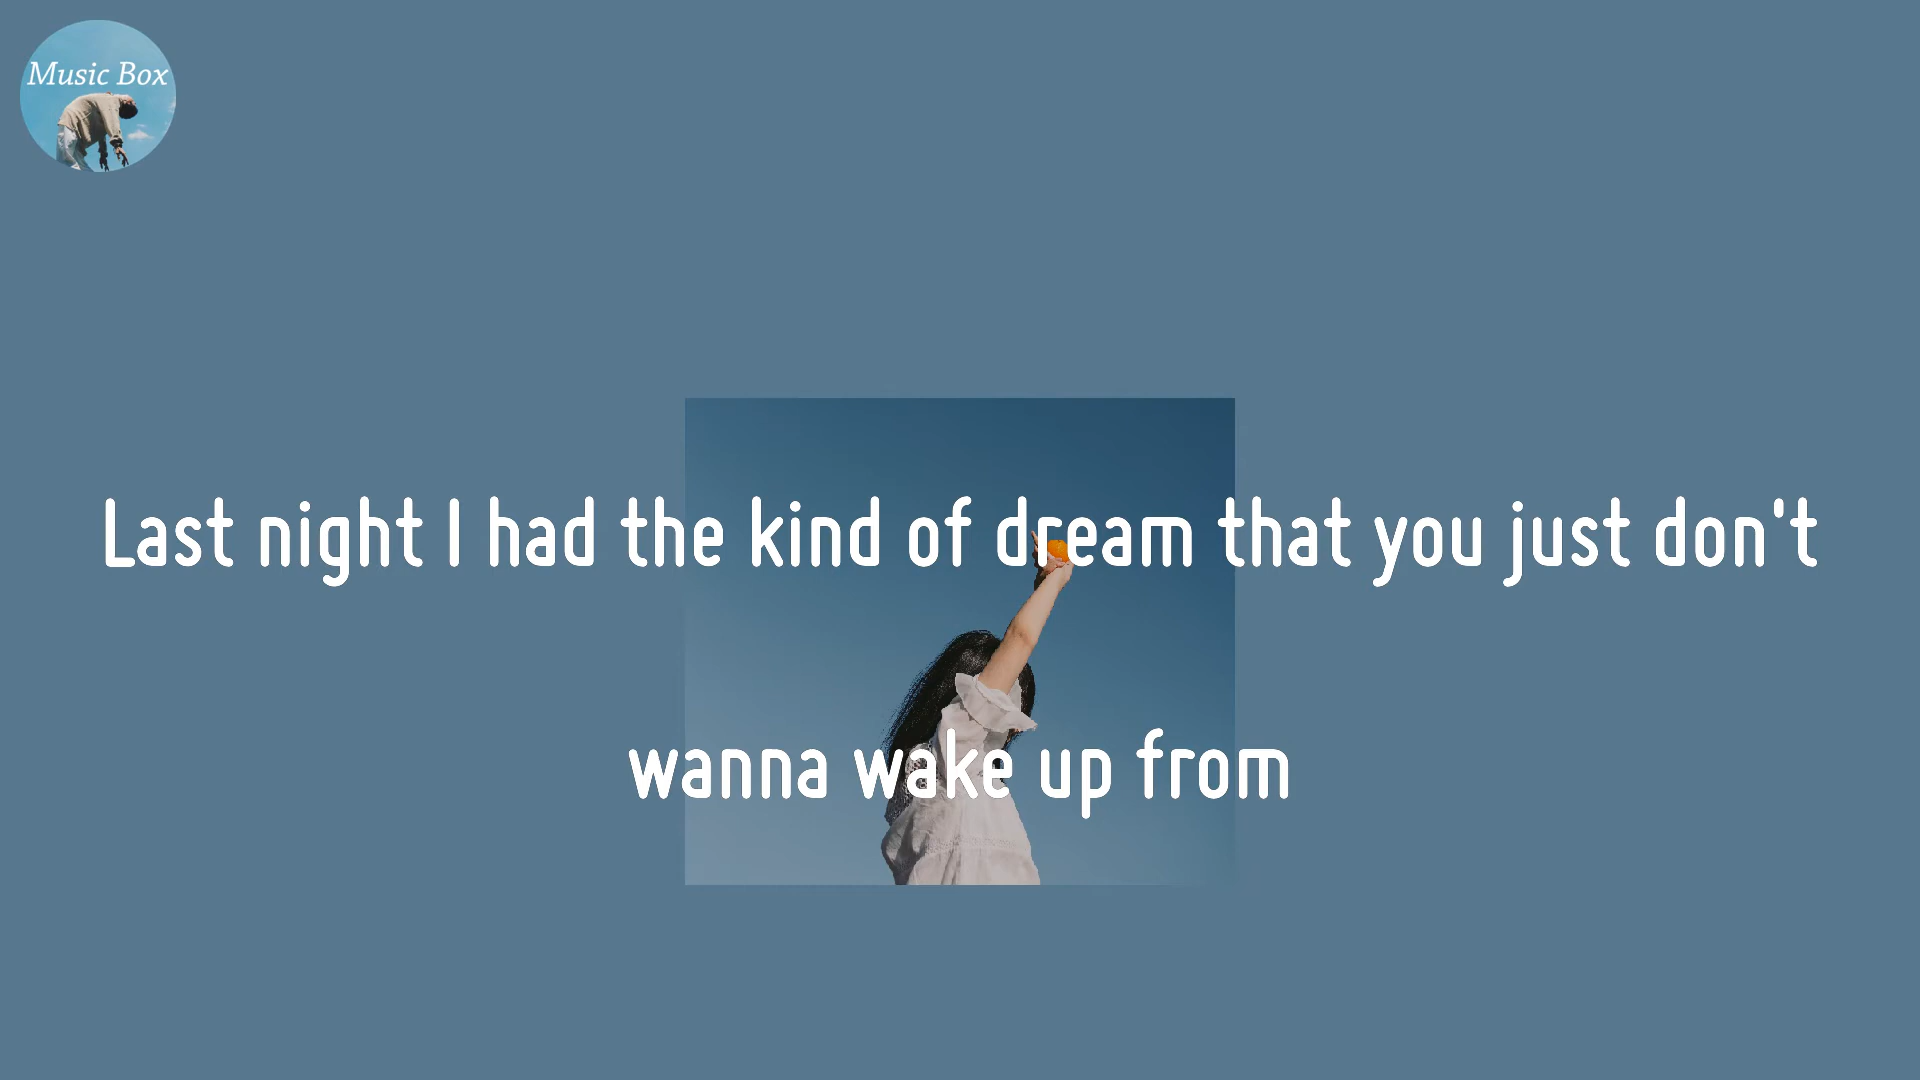 Music Box
Last night I had the kind of dream that you just don't
wanna wake up from